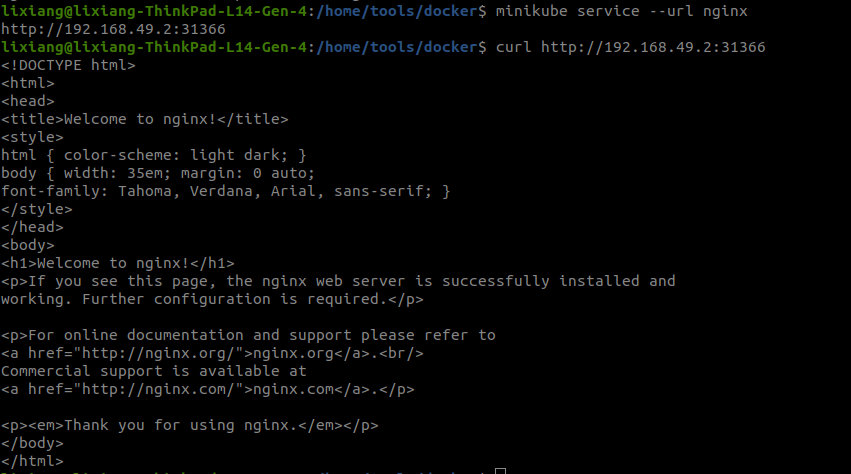 lixiang@lixiang-ThinkPad-L14-Gen-4:/home/tools/docker$ minikube service --url nginx
http://192.168.49.2:31366
lixiang@lixiang-ThinkPad-L14-Gen-4:/home/tools/docker$ curl http://192.168.49.2:31366
<!DOCTYPE html>
<html>
<head>
<title>Welcome to nginx!</title>
<style>
html { color-scheme: light dark; }
body { width: 35em; margin: 0 auto;
font-family: Tahoma, Verdana, Arial, sans-serif; }
</style>
</head>
<body>
<h1>Welcome to nginx!</h1>
<p>If you see this page, the nginx web server is successfully installed and
working. Further configuration is required.</p>

<p>For online documentation and support please refer to
<a href="http://nginx.org/">nginx.org</a>.<br/>
Commercial support is available at
<a href="http://nginx.com/">nginx.com</a>.</p>

<p><em>Thank you for using nginx.</em></p>
</body>
</html>